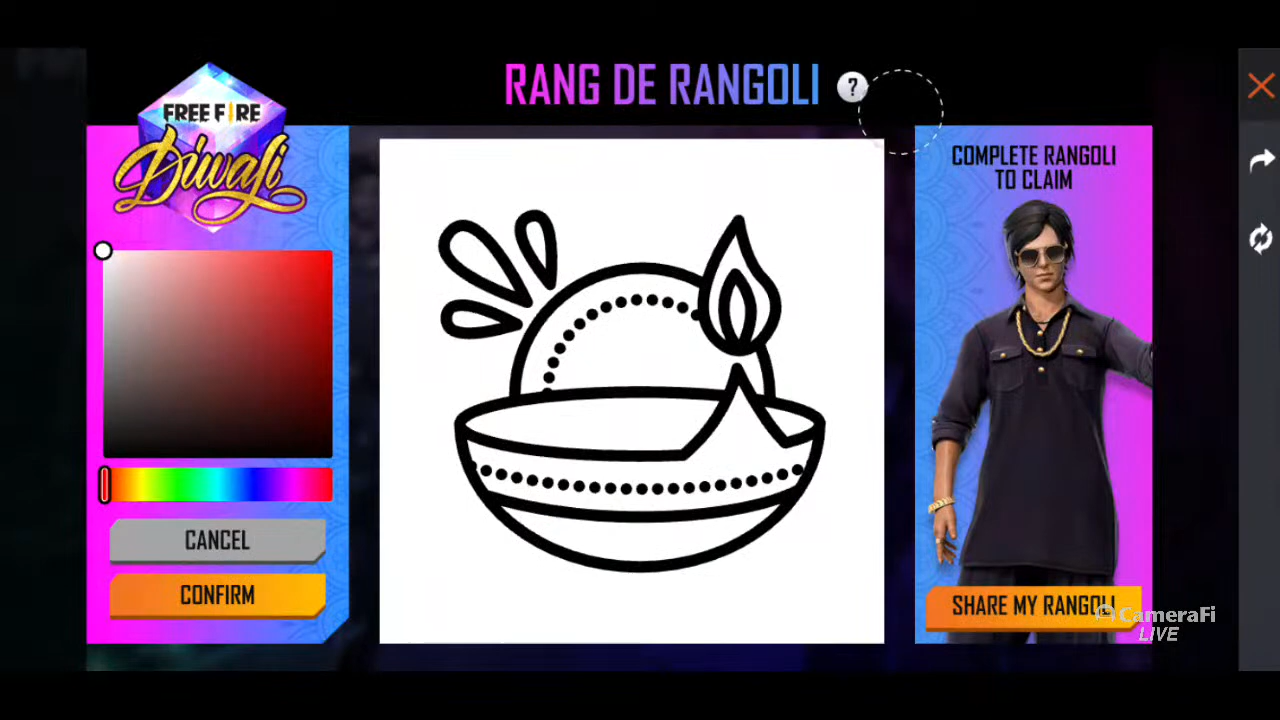 FREE FIRE
Diwali
RANG DE RANGOLI
?
COMPLETE RANGOLI
TO CLAIM
CANCEL
CONFIRM
SHARE MY RANGOLI
CameraFi
LIVE